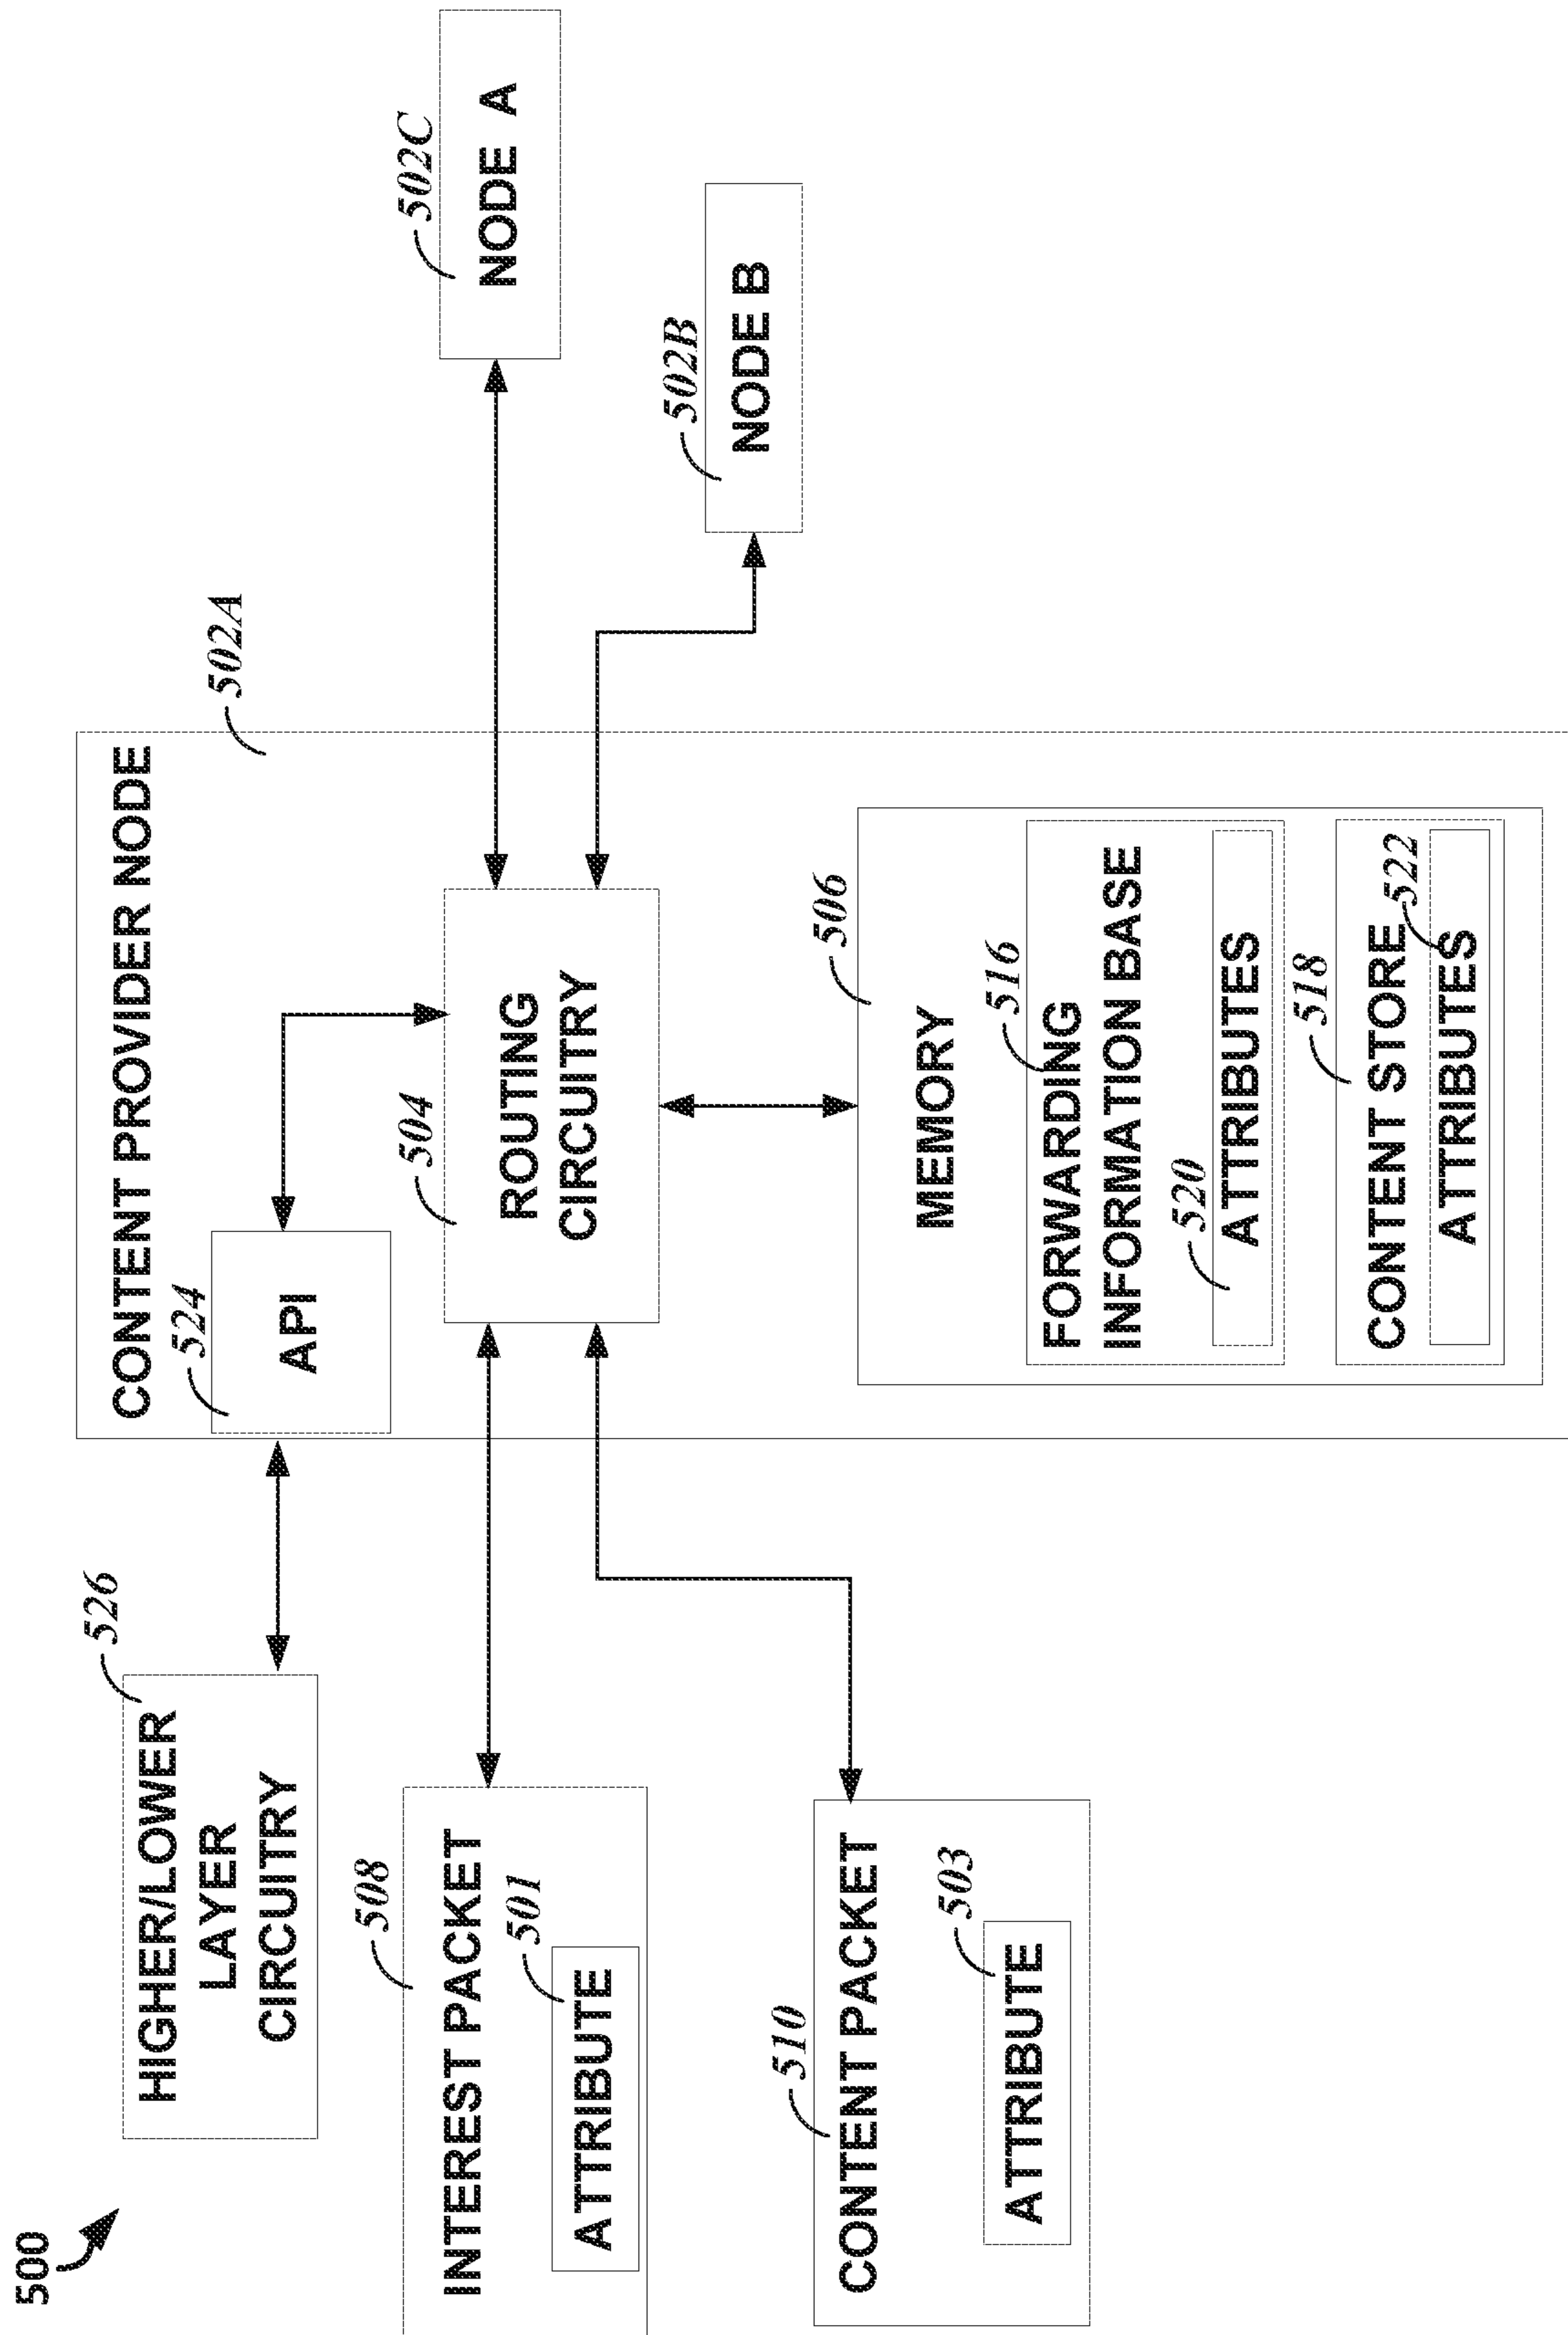 500
HIGHER/LOWER
LAYER
CIRCUITRY
526
INTEREST PACKET
508
ATTRIBUTE
501
CONTENT PACKET
510
ATTRIBUTE
503
CONTENT PROVIDER NODE
502A
API
524
ROUTING
CIRCUITRY
504
MEMORY
506
FORWARDING
INFORMATION BASE
516
ATTRIBUTES
520
CONTENT STORE
518
ATTRIBUTES
522
NODE A
502C
NODE B
502B